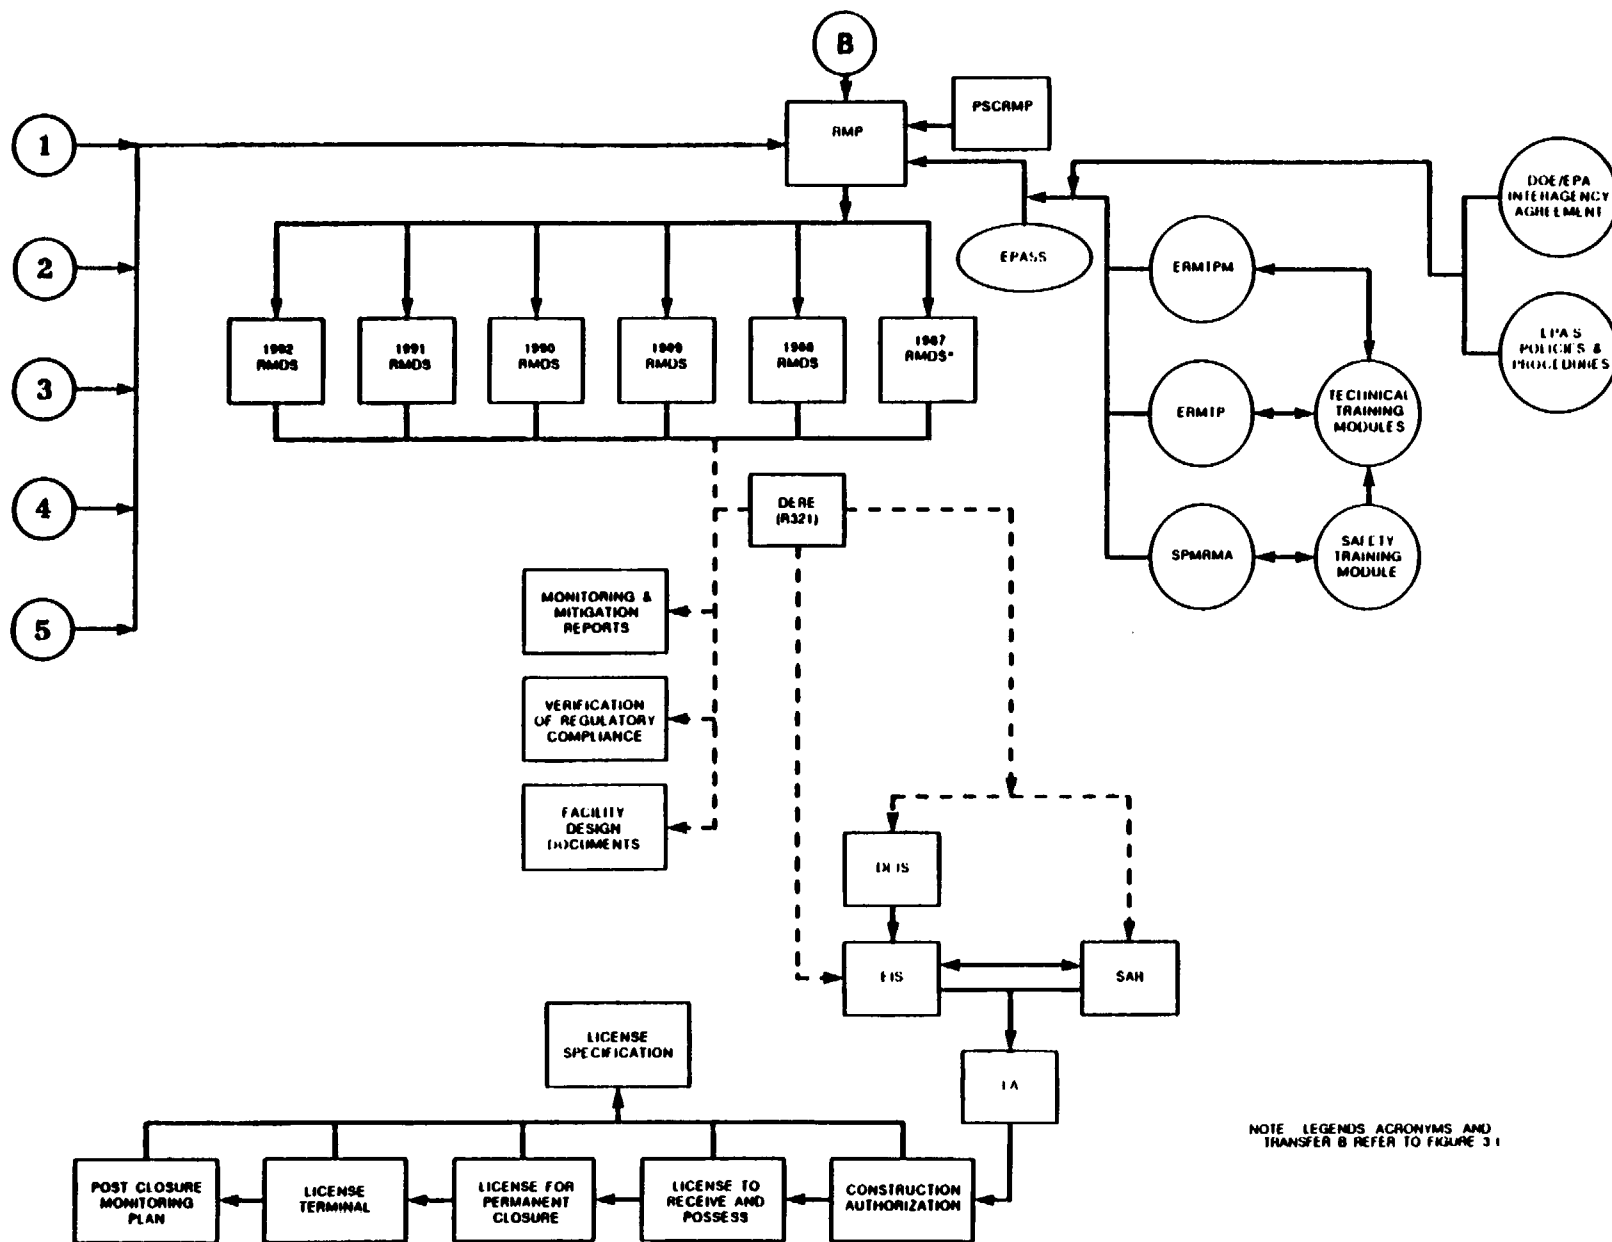 B
PSCRMP
RMP
1
DOE/EPA
INTERAGENCY
AGREEMENT
2
EPASS
ERMTPM
1992
RMDS
1991
RMDS
1990
RMDS
1989
RMDS
1988
RMDS
1987
RMDS*
EPA'S
POLICIES &
PROCEDURES
3
ERMTP
TECHNICAL
TRAINING
MODULES
4
DERE
(R321)
SPMRMA
SAFETY
TRAINING
MODULE
5
MONITORING &
MITIGATION
REPORTS
VERIFICATION
OF REGULATORY
COMPLIANCE
FACILITY
DESIGN
DOCUMENTS
DEIS
EIS
SAR
LICENSE
SPECIFICATION
LA
NOTE LEGENDS ACRONYMS AND
TRANSFER B REFER TO FIGURE 3 1
POST CLOSURE
MONITORING
PLAN
LICENSE
TERMINAL
LICENSE FOR
PERMANENT
CLOSURE
LICENSE TO
RECEIVE AND
POSSESS
CONSTRUCTION
AUTHORIZATION